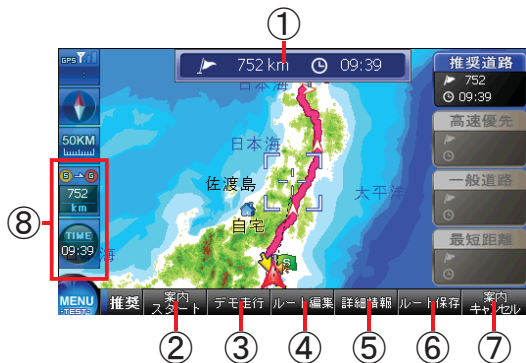 ①
GPS
752 km 09:39
推奨道路
752
09:39
日本海
高速優先
50KM
日本海
一般道路
佐渡島
太平洋
⑧
S G
752
km
自宅
最短距離
TIME
09:39
海
S
MENU
-TEST-
推奨
案内
スタート
デモ走行
ルート編集
詳細情報
ルート保存
案内
キャンセル
②
③
④
⑤
⑥
⑦